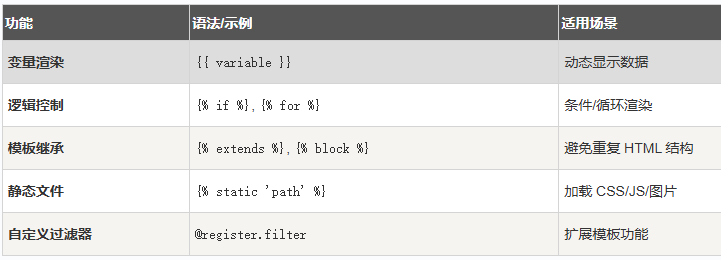 功能 语法/示例 适用场景
变量渲染 {{ variable }} 动态显示数据
逻辑控制 {% if %}, {% for %} 条件/循环渲染
模板继承 {% extends %}, {% block %} 避免重复 HTML 结构
静态文件 {% static 'path' %} 加载 CSS/JS/图片
自定义过滤器 @register.filter 扩展模板功能